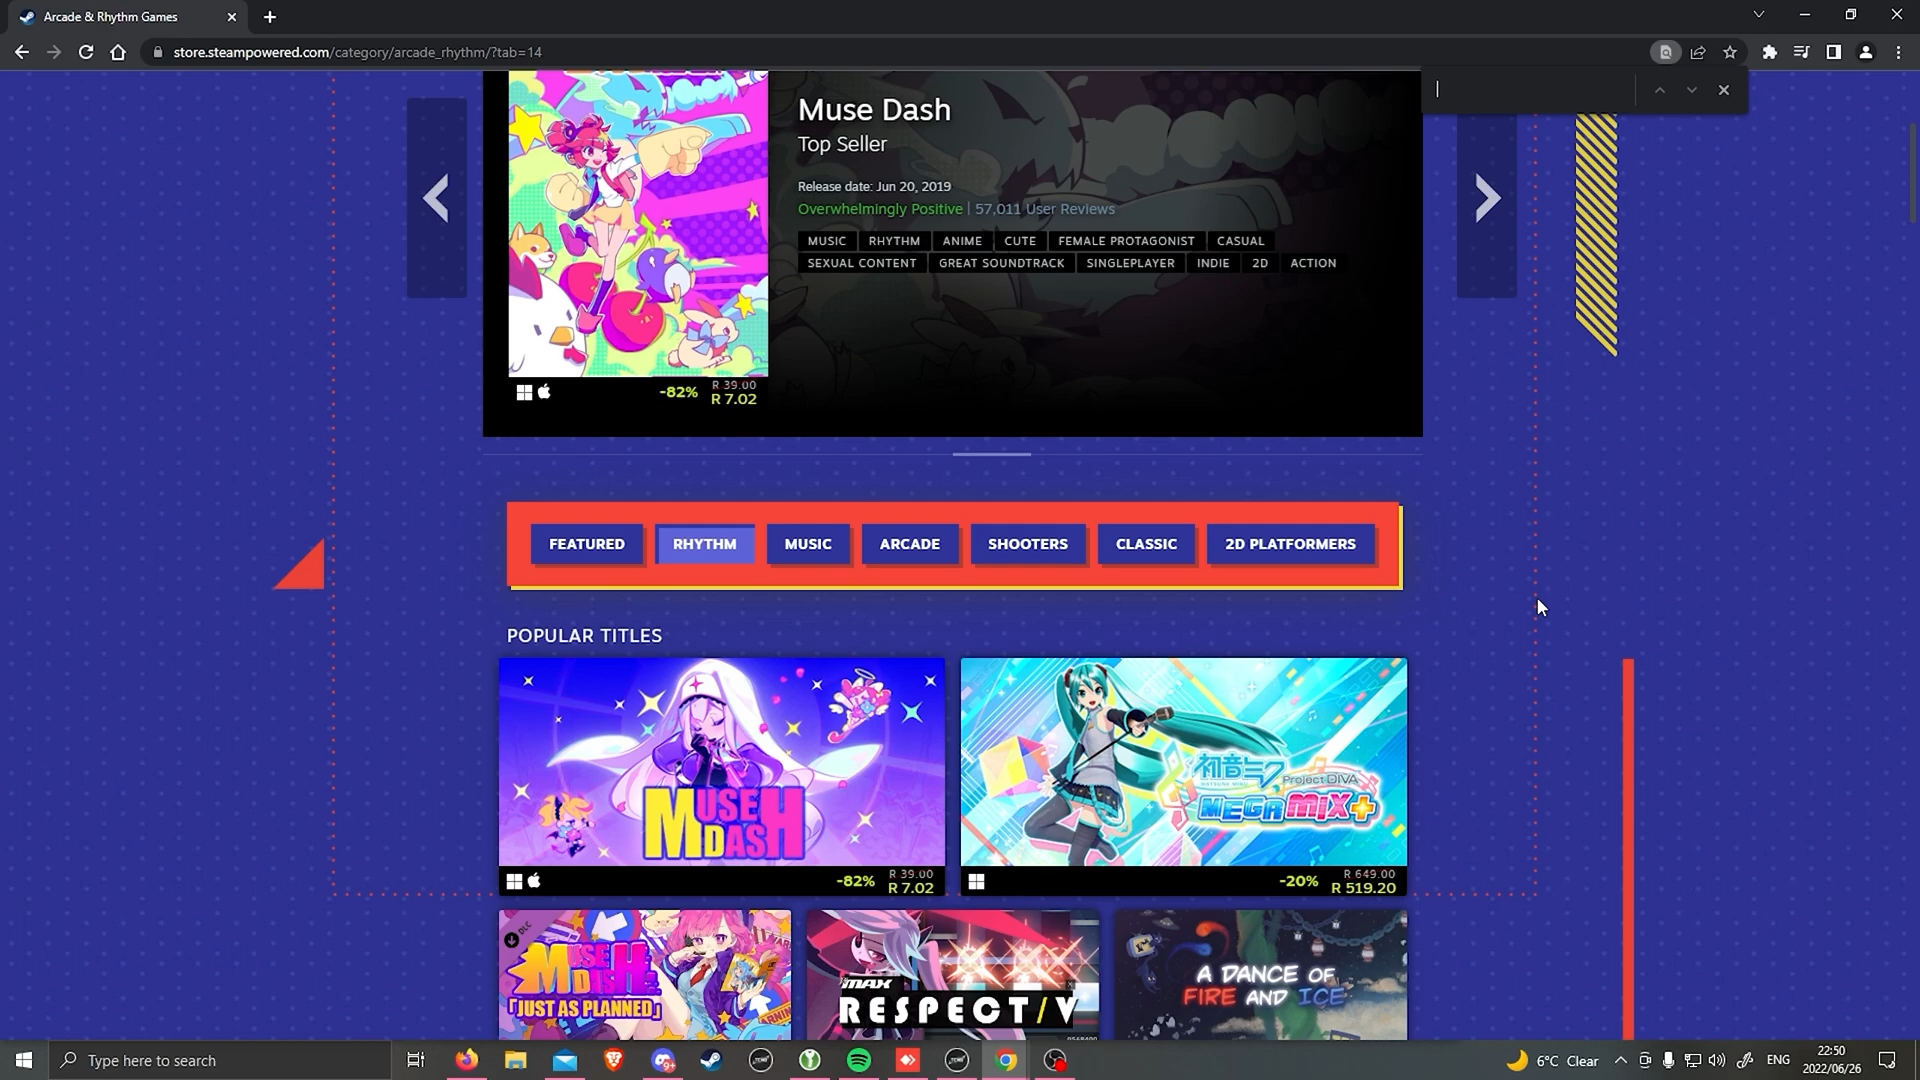 Arcade & Rhythm Games
store.steampowered.com/category/arcade_rhythm/?tab=14
Muse Dash
Top Seller
Release date: Jun 20, 2019
Overwhelmingly Positive | 57,011 User Reviews
MUSIC RHYTHM ANIME CUTE FEMALE PROTAGONIST CASUAL
SEXUAL CONTENT GREAT SOUNDTRACK SINGLEPLAYER INDIE 2D ACTION
-82% R 39.00
R 7.02
FEATURED RHYTHM MUSIC ARCADE SHOOTERS CLASSIC 2D PLATFORMERS
POPULAR TITLES
MUSE DASH
初音ミク Project DIVA
MEGA MIX+
-82% R 39.00
R 7.02
-20% R 649.00
R 519.20
DLC
MUSE DASH
「JUST AS PLANNED」
MAX
RESPECT/V
A DANCE OF
FIRE AND ICE
Type here to search
6°C Clear
ENG
22:50
2022/06/26